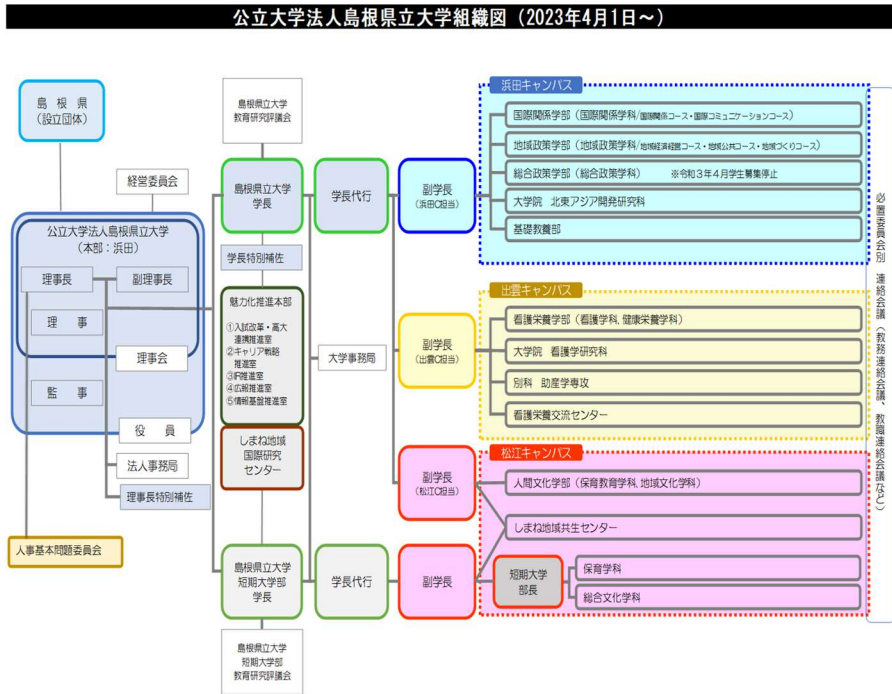 公立大学法人島根県立大学組織図（2023年4月1日～）
島　根　県
（設立団体）
経営委員会
公立大学法人島根県立大学
（本部：浜田）
理事長
副理事長
理　事
理事会
監　事
役　員
法人事務局
理事長特別補佐
人事基本問題委員会
島根県立大学
教育研究評議会
島根県立大学
学長
学長特別補佐
魅力化推進本部
①入試改革・高大
連携推進室
②キャリア戦略
推進室
③IR推進室
④広報推進室
⑤情報基盤推進室
しまね地域
国際研究
センター
島根県立大学
短期大学部
学長
島根県立大学
短期大学部
教育研究評議会
学長代行
大学事務局
学長代行
副学長
（浜田C担当）
副学長
（出雲C担当）
副学長
（松江C担当）
副学長
浜田キャンパス
国際関係学部（国際関係学科/国際関係コース・国際コミュニケーションコース）
地域政策学部（地域政策学科/地域経済経営コース・地域公共コース・地域づくりコース）
総合政策学部（総合政策学科）　※令和３年４月学生募集停止
大学院　北東アジア開発研究科
基礎教養部
出雲キャンパス
看護栄養学部（看護学科, 健康栄養学科）
大学院　看護学研究科
別科　助産学専攻
看護栄養交流センター
松江キャンパス
人間文化学部（保育教育学科, 地域文化学科）
しまね地域共生センター
短期大学
部長
保育学科
総合文化学科
必置委員会別　連絡会議（教務連絡会議、教職連絡会議など）